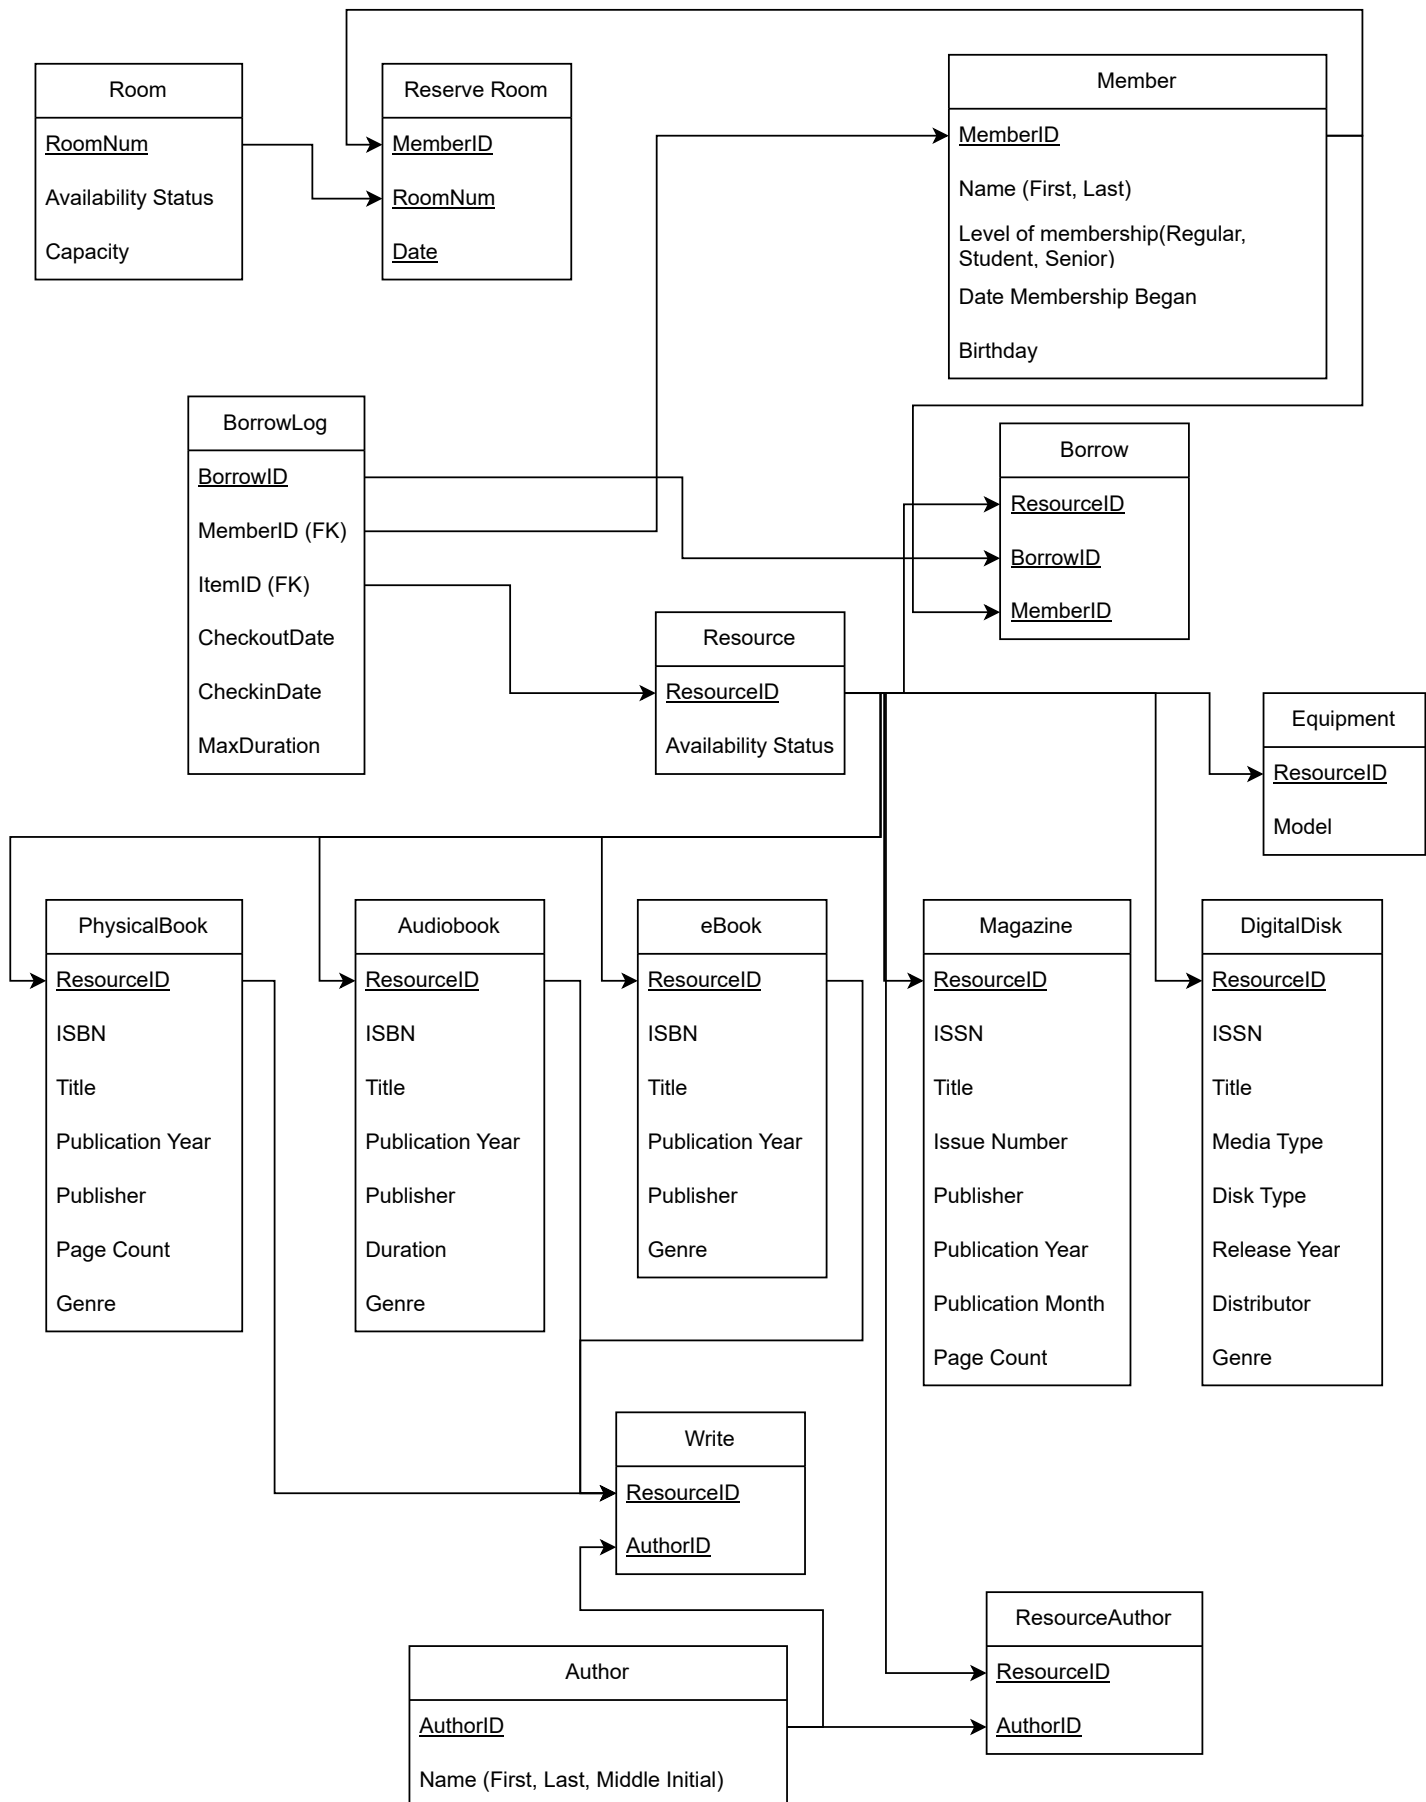 Room
RoomNum
Availability Status
Capacity
Reserve Room
MemberID
RoomNum
Date
Member
MemberID
Name (First, Last)
Level of membership(Regular,
Student, Senior)
Date Membership Began
Birthday
BorrowLog
BorrowID
MemberID (FK)
ItemID (FK)
CheckoutDate
CheckinDate
MaxDuration
Borrow
ResourceID
BorrowID
MemberID
Resource
ResourceID
Availability Status
Equipment
ResourceID
Model
PhysicalBook
ResourceID
ISBN
Title
Publication Year
Publisher
Page Count
Genre
Audiobook
ResourceID
ISBN
Title
Publication Year
Publisher
Duration
Genre
eBook
ResourceID
ISBN
Title
Publication Year
Publisher
Genre
Magazine
ResourceID
ISSN
Title
Issue Number
Publisher
Publication Year
Publication Month
Page Count
DigitalDisk
ResourceID
ISSN
Title
Media Type
Disk Type
Release Year
Distributor
Genre
Write
ResourceID
AuthorID
ResourceAuthor
ResourceID
AuthorID
Author
AuthorID
Name (First, Last, Middle Initial)